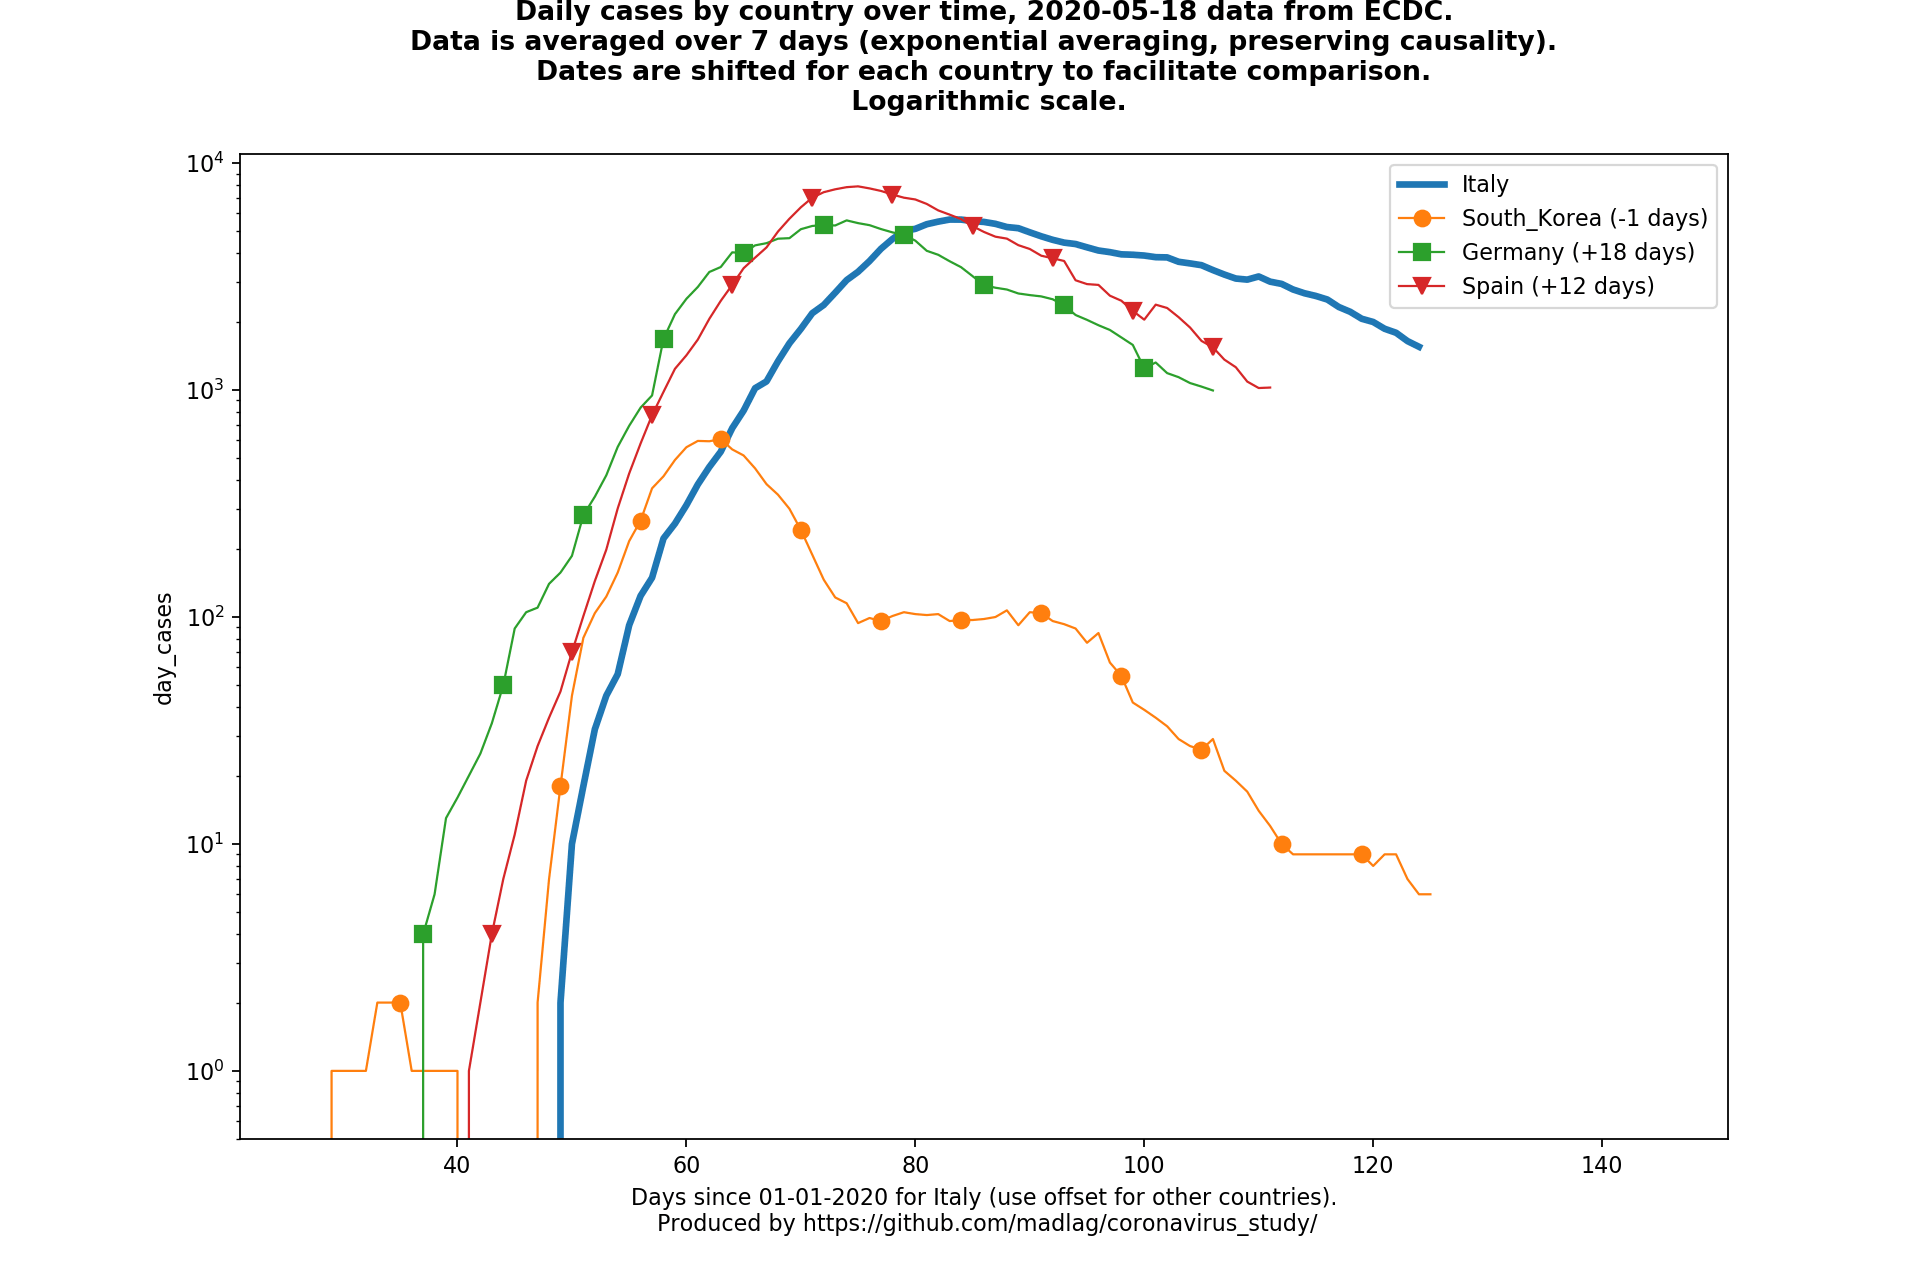 Daily cases by country over time, 2020-05-18 data from ECDC.
Data is averaged over 7 days (exponential averaging, preserving causality).
Dates are shifted for each country to facilitate comparison.
Logarithmic scale.
10⁴
10³
10²
10¹
10⁰
day_cases
Italy
South_Korea (-1 days)
Germany (+18 days)
Spain (+12 days)
40 60 80 100 120 140
Days since 01-01-2020 for Italy (use offset for other countries).
Produced by https://github.com/madlag/coronavirus_study/